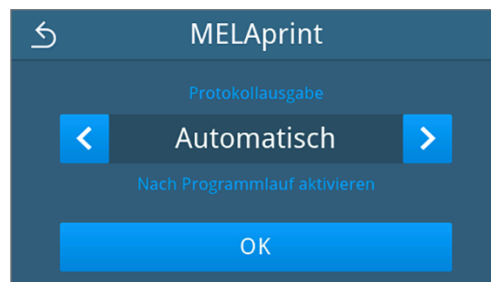 MELAprint
Protokollausgabe
Automatisch
Nach Programmlauf aktivieren
OK